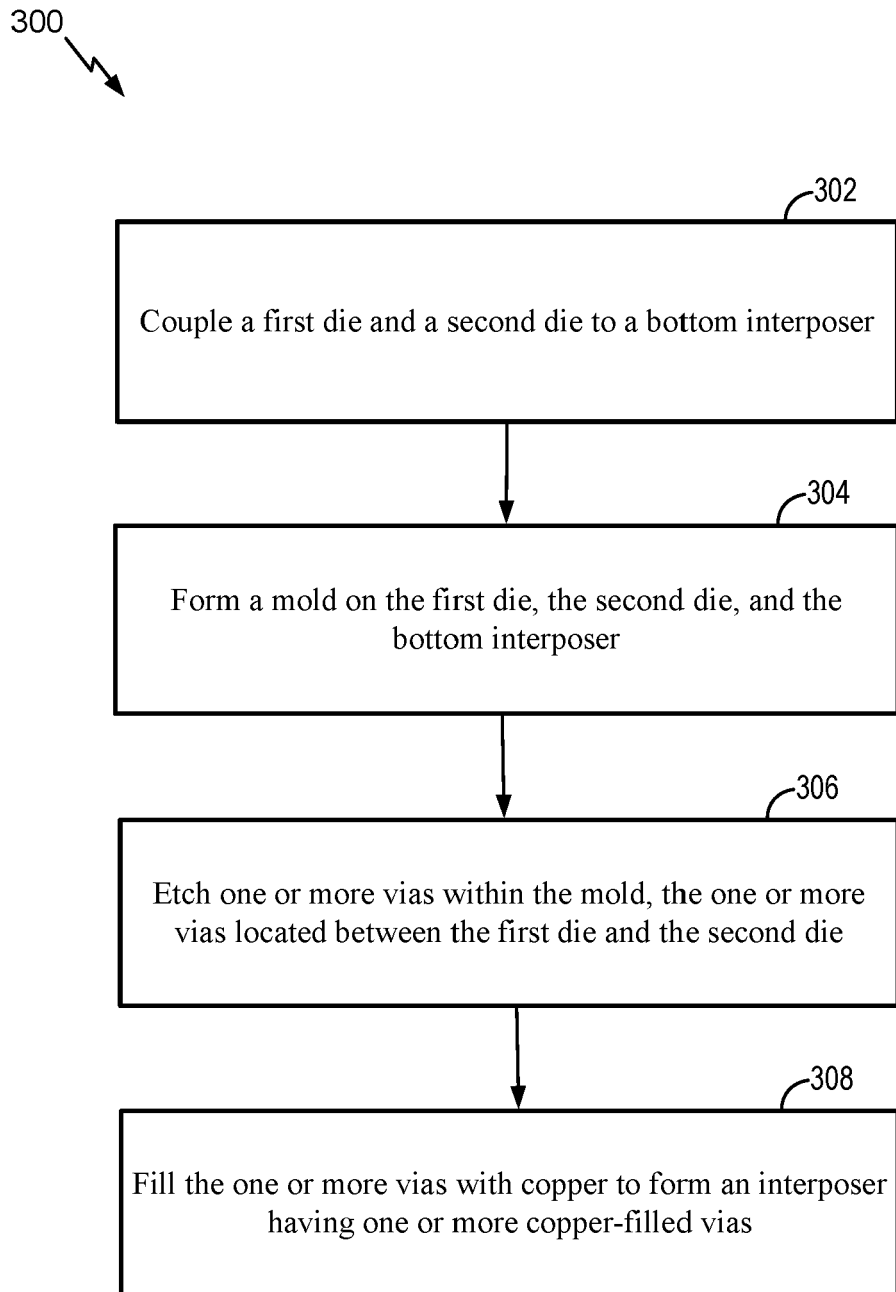 300
302
Couple a first die and a second die to a bottom interposer
304
Form a mold on the first die, the second die, and the
bottom interposer
306
Etch one or more vias within the mold, the one or more
vias located between the first die and the second die
308
Fill the one or more vias with copper to form an interposer
having one or more copper-filled vias